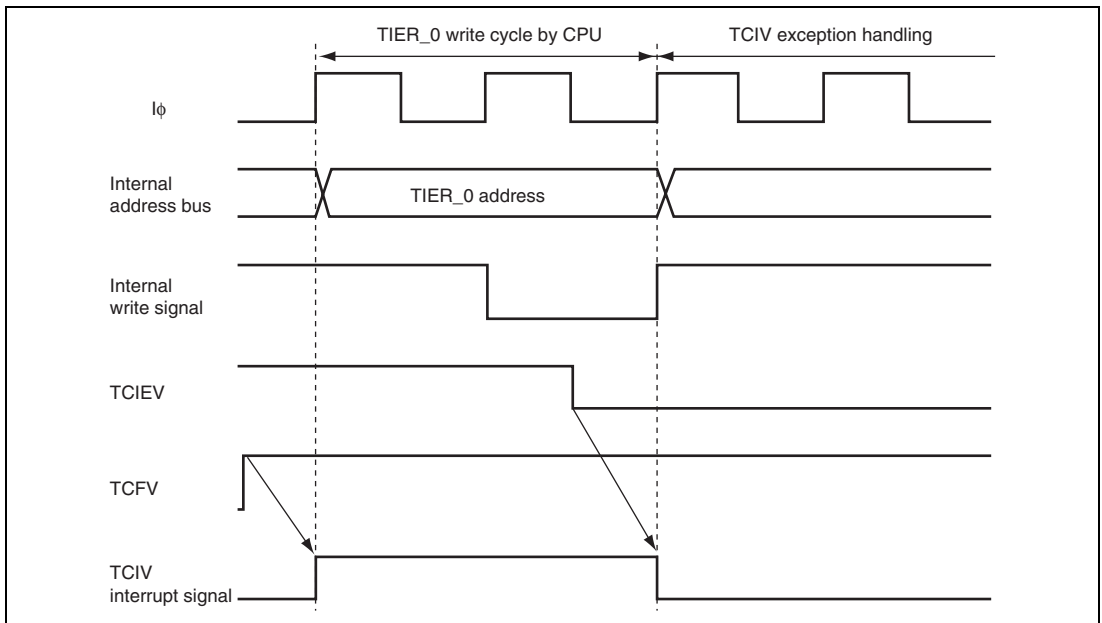 TIER_0 write cycle by CPU
TCIV exception handling
Iϕ
Internal
address bus
TIER_0 address
Internal
write signal
TCIEV
TCFV
TCIV
interrupt signal